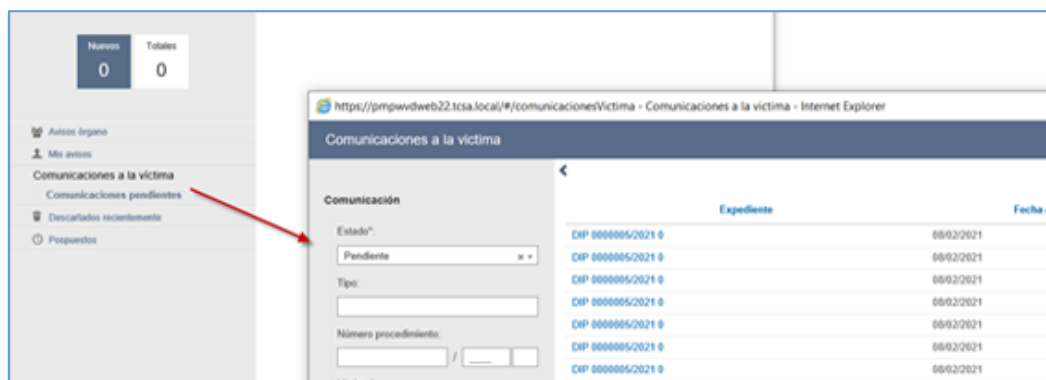 Nuevos Totales
0 0
Avisos órgano
Mis avisos
Comunicaciones a la víctima
Comunicaciones pendientes
Descartados recientemente
Pospuestos
https://pmpwvdweb22.tcsa.local/#/comunicacionesVictima - Comunicaciones a la victima - Internet Explorer
Comunicaciones a la victima
Comunicación
Estado*:
Pendiente
Tipo:
Número procedimiento:
/
Expediente Fecha
DIP 0000005/2021 0 08/02/2021
DIP 0000005/2021 0 08/02/2021
DIP 0000005/2021 0 08/02/2021
DIP 0000005/2021 0 08/02/2021
DIP 0000005/2021 0 08/02/2021
DIP 0000005/2021 0 08/02/2021
DIP 0000005/2021 0 08/02/2021